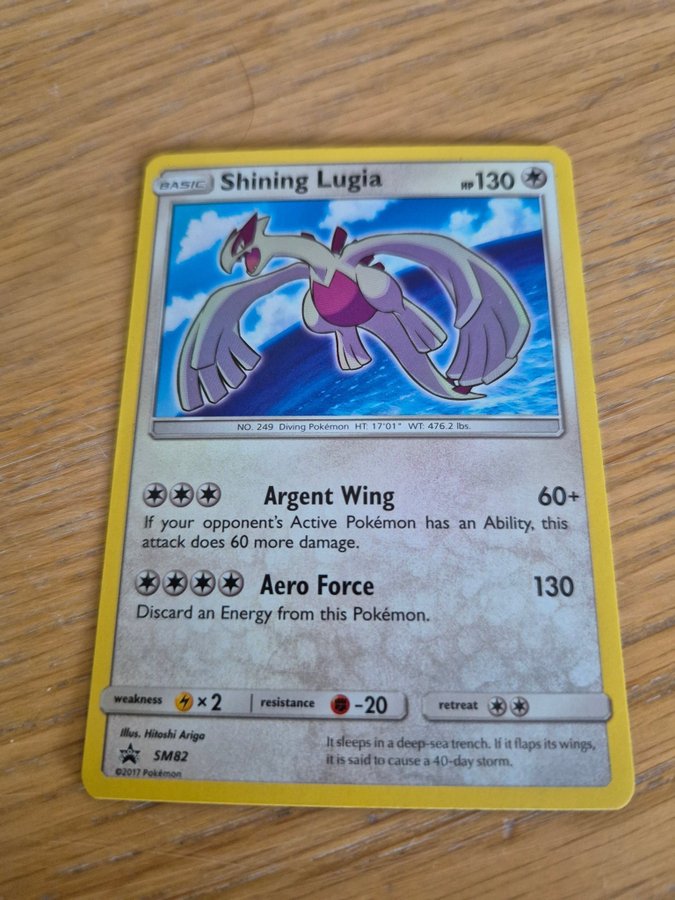 BASIC Shining Lugia HP 130
NO. 249 Diving Pokémon HT: 17'01" WT: 476.2 lbs.
Argent Wing 60+
If your opponent's Active Pokémon has an Ability, this
attack does 60 more damage.
Aero Force 130
Discard an Energy from this Pokémon.
weakness ×2 resistance -20 retreat
Illus. Hitoshi Ariga
SM82
©2017 Pokémon
It sleeps in a deep-sea trench. If it flaps its wings,
it is said to cause a 40-day storm.